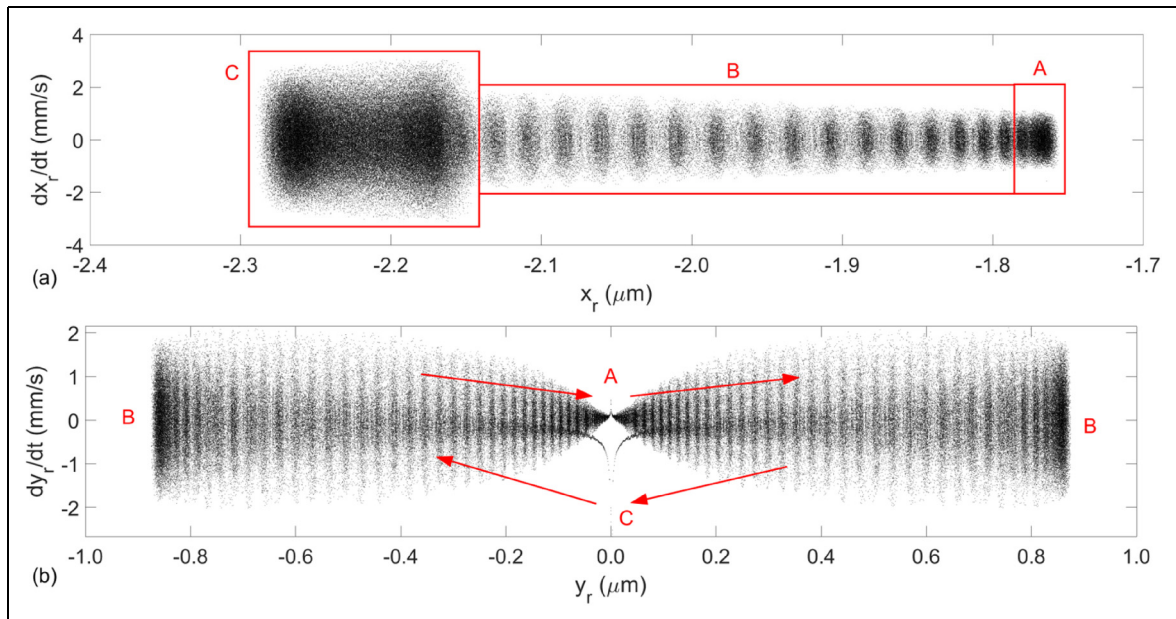 4
2
0
-2
-4
dx_r/dt (mm/s)
C
B
A
-2.4 -2.3 -2.2 -2.1 -2.0 -1.9 -1.8 -1.7
(a)
x_r (μm)
2
1
0
-1
-2
dy_r/dt (mm/s)
B
A
B
C
-1.0 -0.8 -0.6 -0.4 -0.2 0.0 0.2 0.4 0.6 0.8 1.0
(b)
y_r (μm)